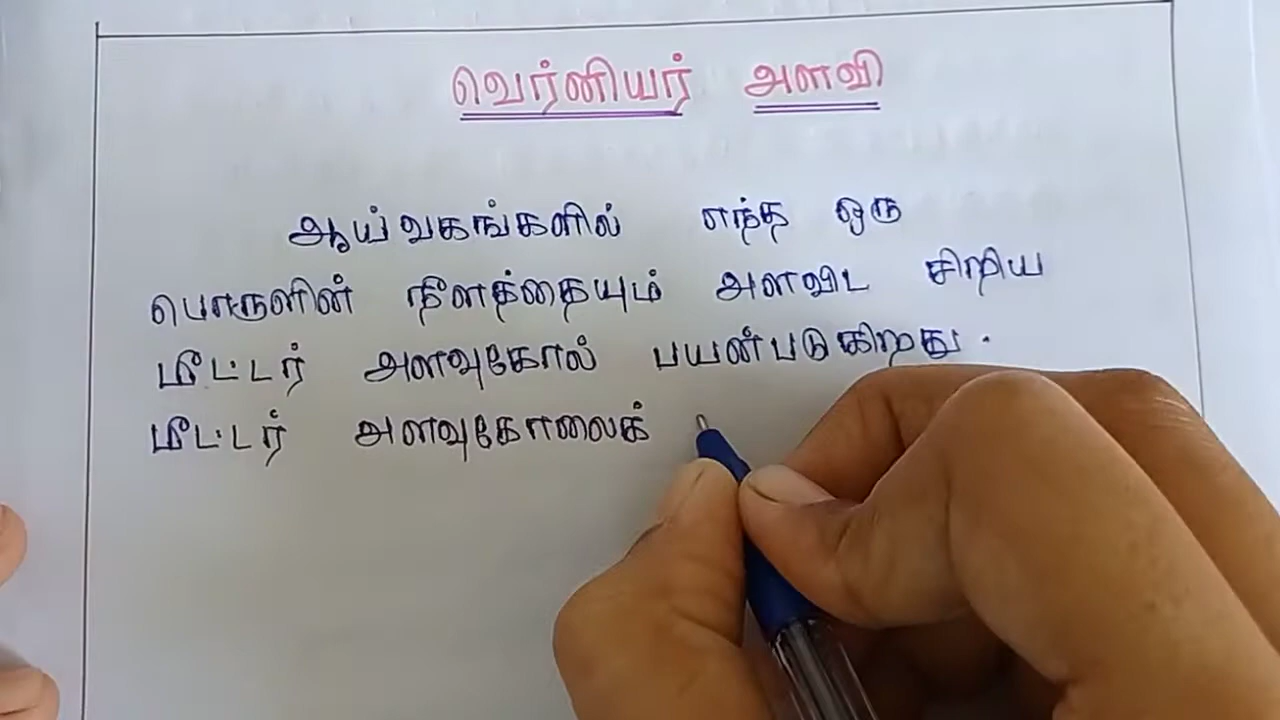 வெர்னியர் அளவி
ஆய்வகங்களில் எந்த ஒரு
பொருளின் நீளத்தையும் அளவிட சிறிய
மீட்டர் அளவுகோல் பயன்படுகிறது.
மீட்டர் அளவுகோலைக்